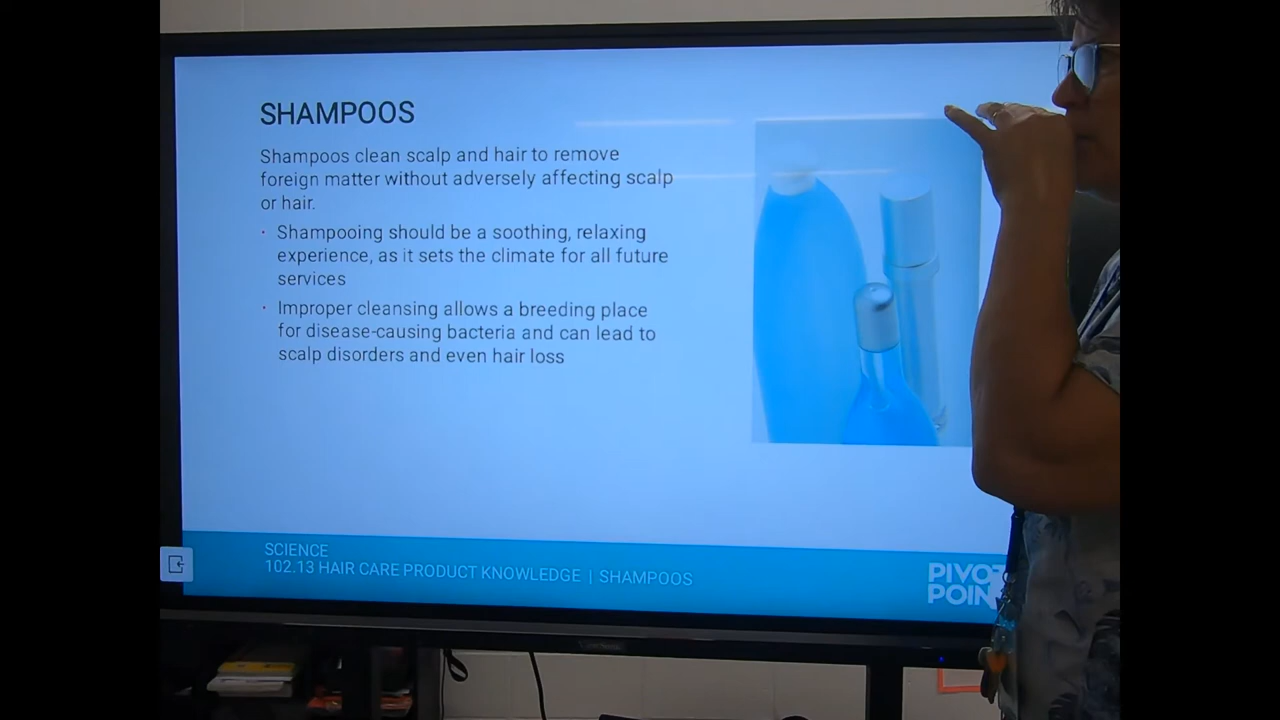 SHAMPOOS
Shampoos clean scalp and hair to remove
foreign matter without adversely affecting scalp
or hair.
· Shampooing should be a soothing, relaxing
experience, as it sets the climate for all future
services
· Improper cleansing allows a breeding place
for disease-causing bacteria and can lead to
scalp disorders and even hair loss
SCIENCE
102.13 HAIR CARE PRODUCT KNOWLEDGE | SHAMPOOS
PIVOT
POIN